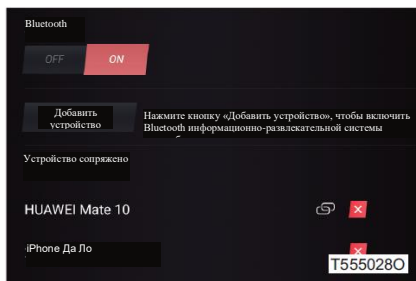 Bluetooth
OFF ON
Добавить
устройство
Нажмите кнопку «Добавить устройство», чтобы включить
Bluetooth информационно-развлекательной системы
Устройство сопряжено
HUAWEI Mate 10
iPhone Да Ло
T555028O